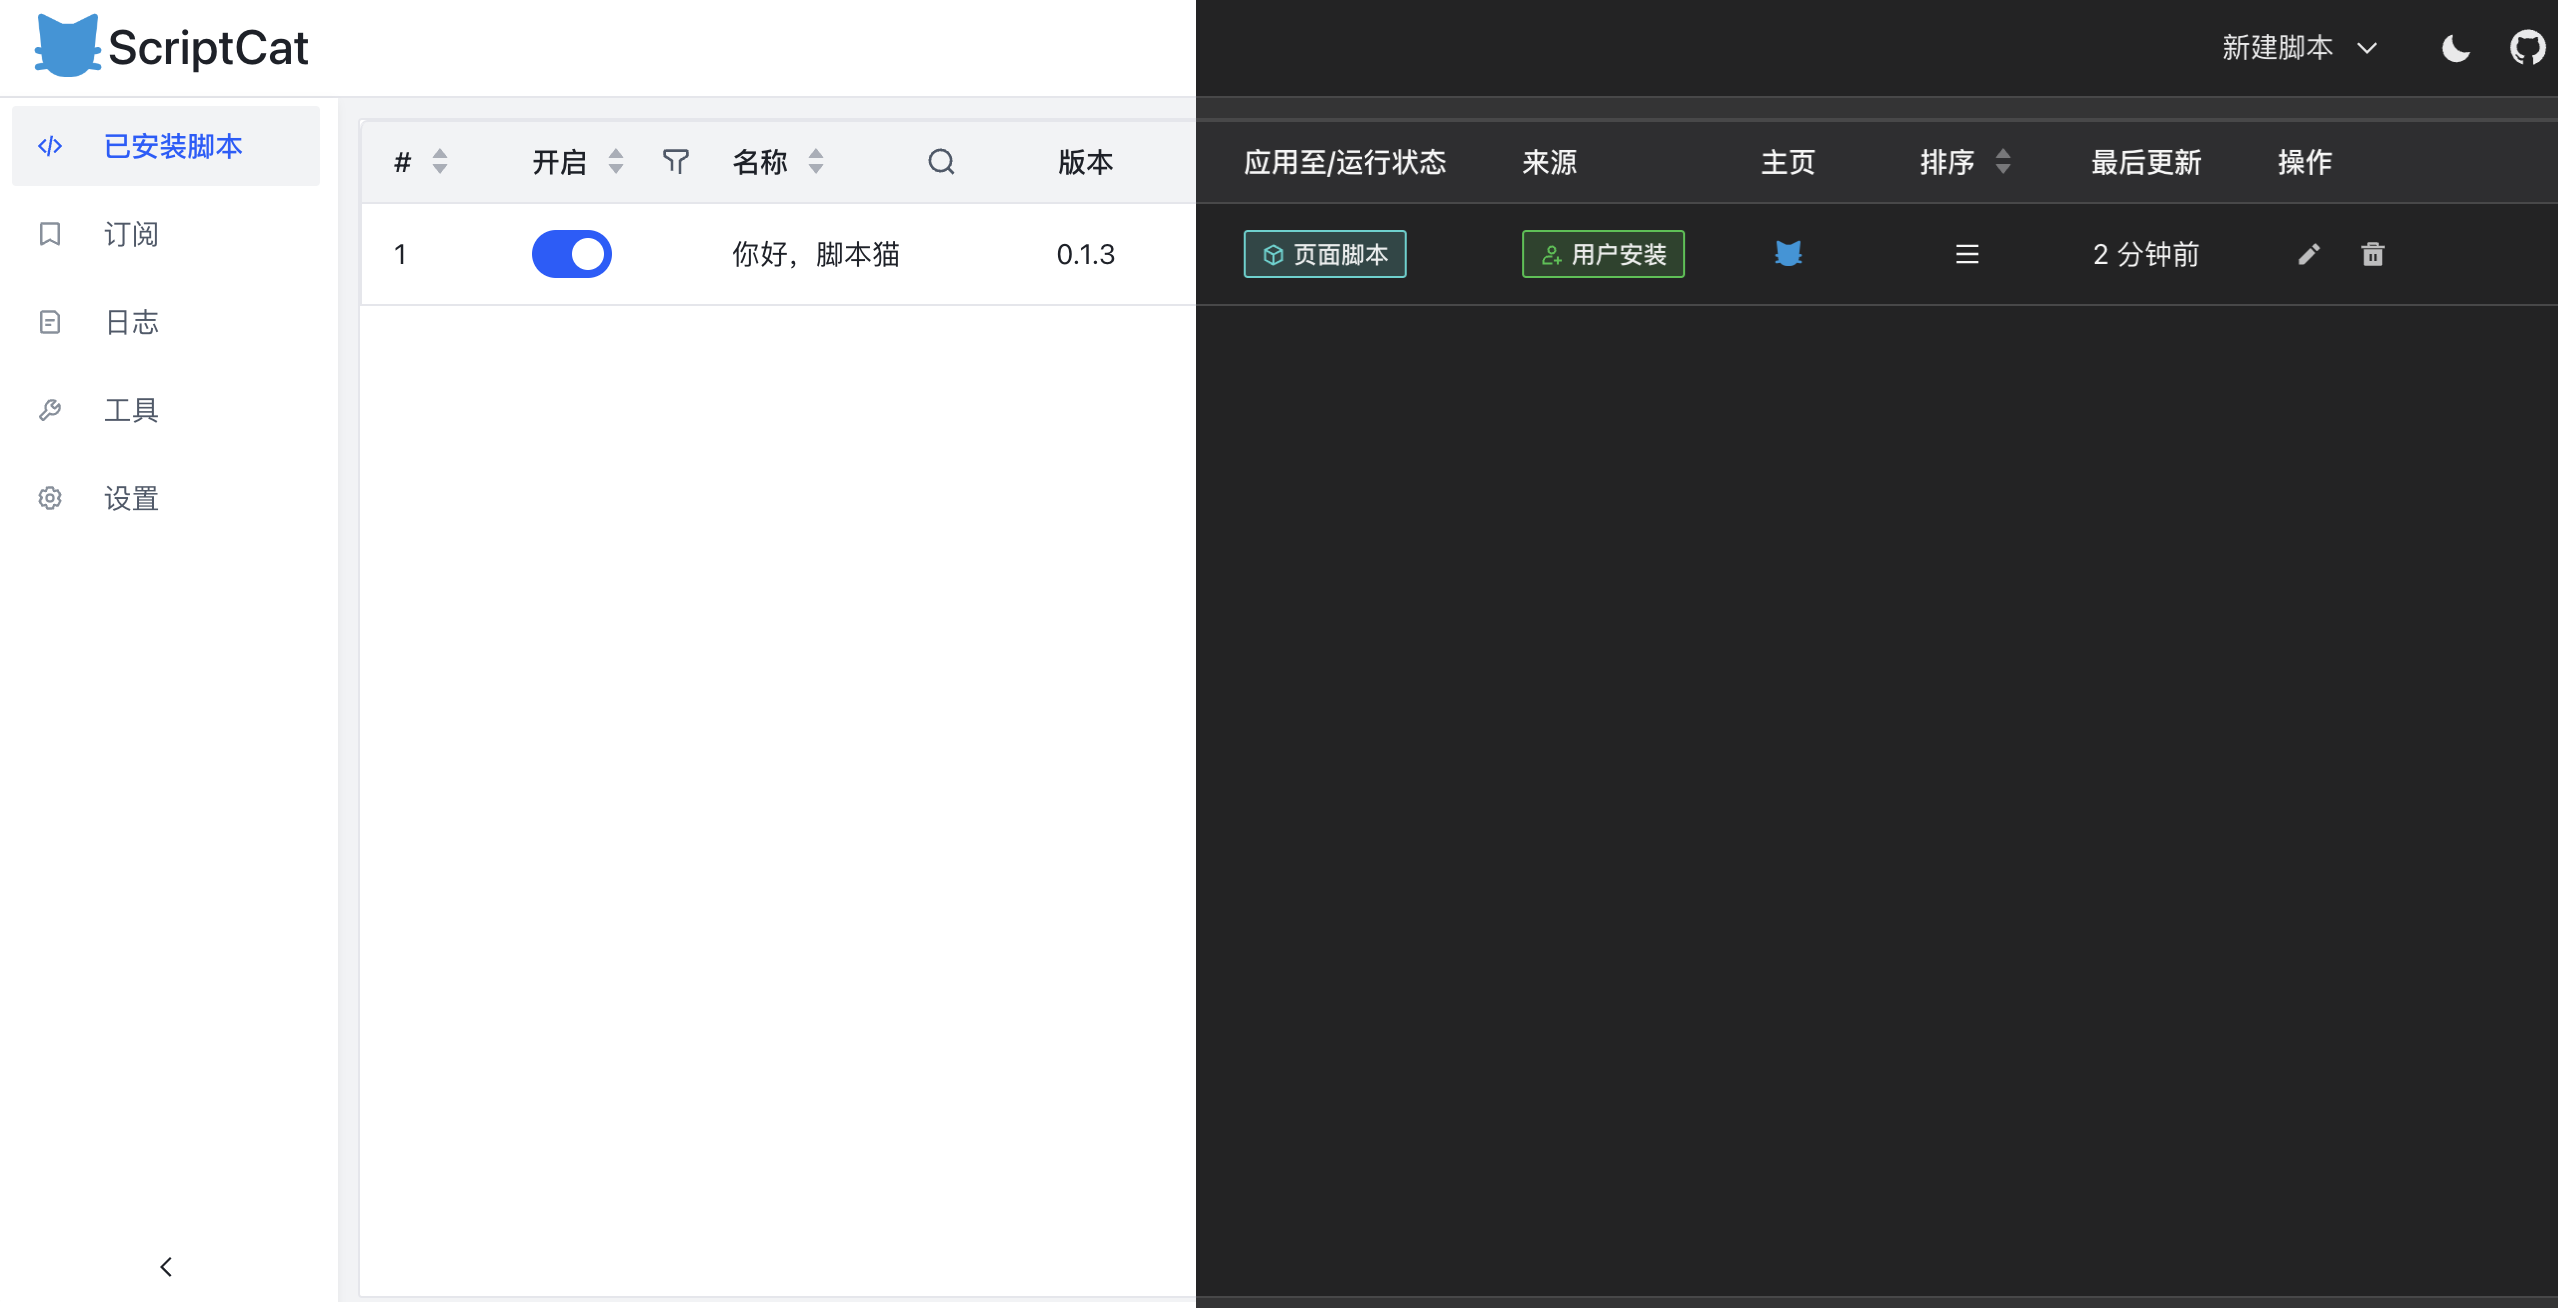 ScriptCat
新建脚本
已安装脚本
订阅
日志
工具
设置
# 开启 名称 版本 应用至/运行状态 来源 主页 排序 最后更新 操作
1 你好，脚本猫 0.1.3 页面脚本 用户安装 2 分钟前